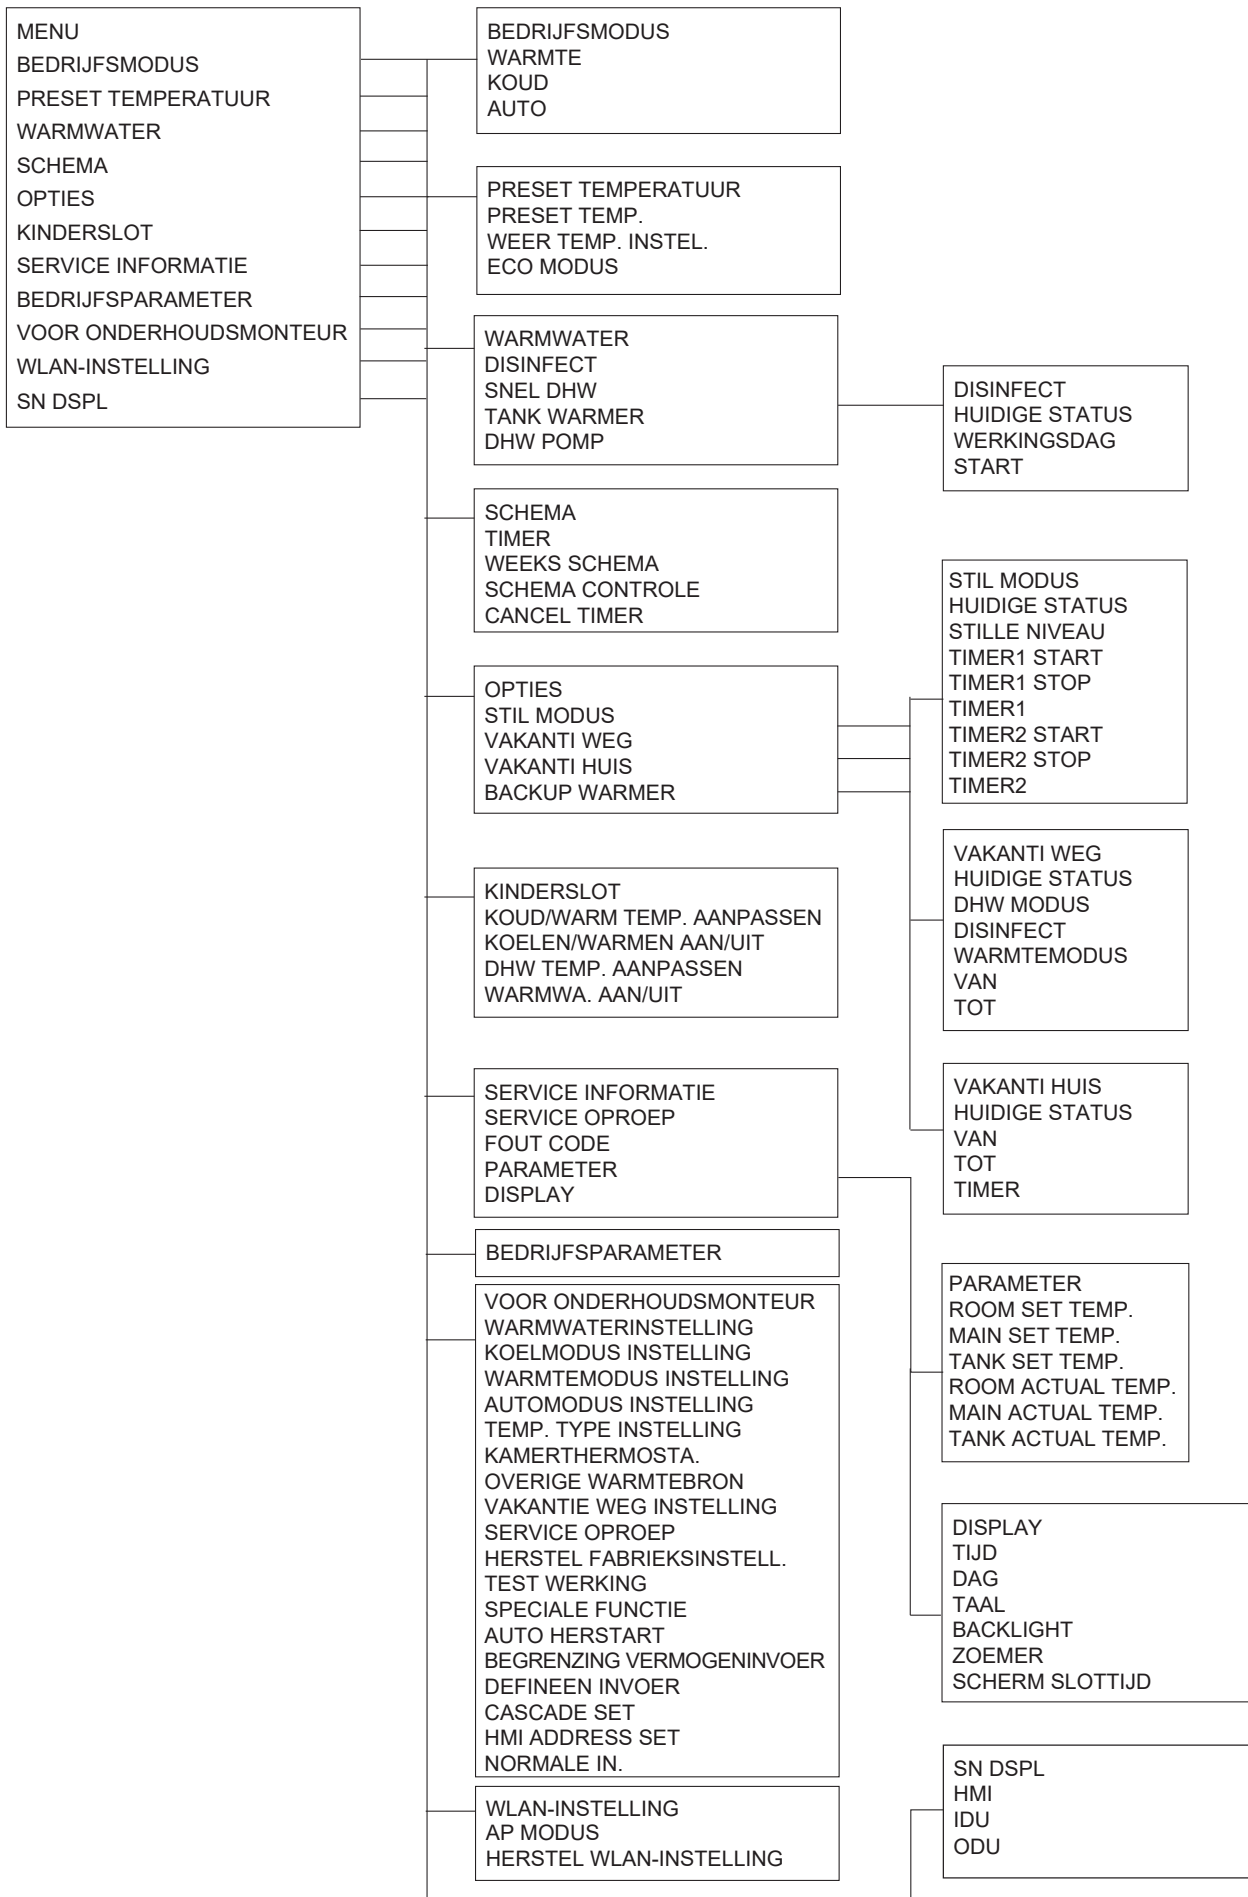 MENU
BEDRIJFSMODUS
PRESET TEMPERATUUR
WARMWATER
SCHEMA
OPTIES
KINDERSLOT
SERVICE INFORMATIE
BEDRIJFSPARAMETER
VOOR ONDERHOUDSMONTEUR
WLAN-INSTELLING
SN DSPL
BEDRIJFSMODUS
WARMTE
KOUD
AUTO
PRESET TEMPERATUUR
PRESET TEMP.
WEER TEMP. INSTEL.
ECO MODUS
WARMWATER
DISINFECT
SNEL DHW
TANK WARMER
DHW POMP
DISINFECT
HUIDIGE STATUS
WERKINGSDAG
START
SCHEMA
TIMER
WEEKS SCHEMA
SCHEMA CONTROLE
CANCEL TIMER
OPTIES
STIL MODUS
VAKANTI WEG
VAKANTI HUIS
BACKUP WARMER
STIL MODUS
HUIDIGE STATUS
STILLE NIVEAU
TIMER1 START
TIMER1 STOP
TIMER1
TIMER2 START
TIMER2 STOP
TIMER2
VAKANTI WEG
HUIDIGE STATUS
DHW MODUS
DISINFECT
WARMTEMODUS
VAN
TOT
VAKANTI HUIS
HUIDIGE STATUS
VAN
TOT
TIMER
KINDERSLOT
KOUD/WARM TEMP. AANPASSEN
KOELEN/WARMEN AAN/UIT
DHW TEMP. AANPASSEN
WARMWA. AAN/UIT
SERVICE INFORMATIE
SERVICE OPROEP
FOUT CODE
PARAMETER
DISPLAY
PARAMETER
ROOM SET TEMP.
MAIN SET TEMP.
TANK SET TEMP.
ROOM ACTUAL TEMP.
MAIN ACTUAL TEMP.
TANK ACTUAL TEMP.
DISPLAY
TIJD
DAG
TAAL
BACKLIGHT
ZOEMER
SCHERM SLOTTIJD
BEDRIJFSPARAMETER
VOOR ONDERHOUDSMONTEUR
WARMWATERINSTELLING
KOELMODUS INSTELLING
WARMTEMODUS INSTELLING
AUTOMODUS INSTELLING
TEMP. TYPE INSTELLING
KAMERTHERMOSTA.
OVERIGE WARMTEBRON
VAKANTIE WEG INSTELLING
SERVICE OPROEP
HERSTEL FABRIEKSINSTELL.
TEST WERKING
SPECIALE FUNCTIE
AUTO HERSTART
BEGRENZING VERMOGENINVOER
DEFINEEN INVOER
CASCADE SET
HMI ADDRESS SET
NORMALE IN.
WLAN-INSTELLING
AP MODUS
HERSTEL WLAN-INSTELLING
SN DSPL
HMI
IDU
ODU